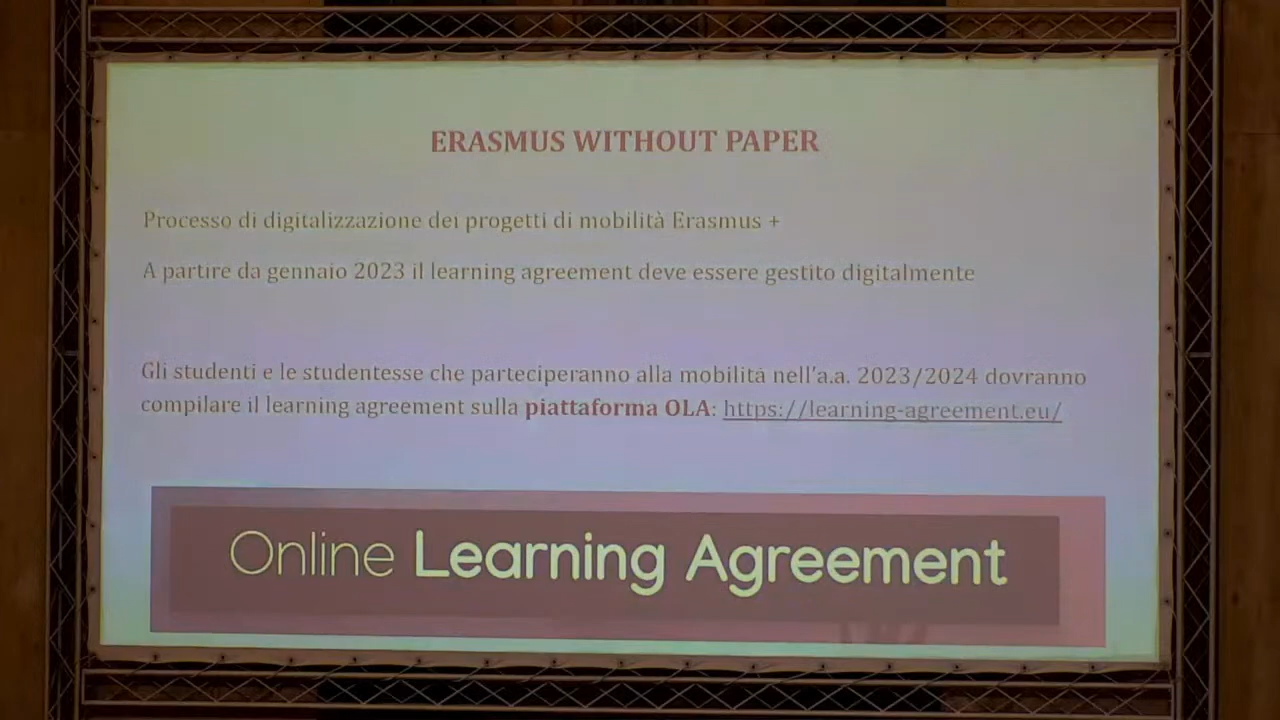 ERASMUS WITHOUT PAPER
Processo di digitalizzazione dei progetti di mobilità Erasmus +
A partire da gennaio 2023 il learning agreement deve essere gestito digitalmente
Gli studenti e le studentesse che parteciperanno alla mobilità nell'a.a. 2023/2024 dovranno
compilare il learning agreement sulla piattaforma OLA: https://learning-agreement.eu/
Online Learning Agreement